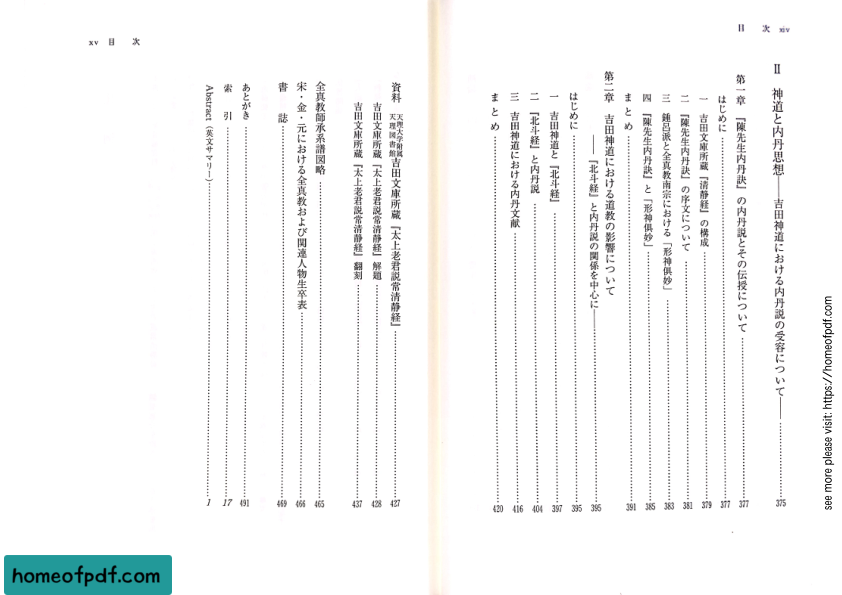 目　次　xiv
Ⅱ　神道と内丹思想――吉田神道における内丹説の受容について――……375
第一章　『陳先生内丹訣』の内丹説とその伝授について……377
はじめに……377
一　吉田文庫所蔵『清静経』の構成……379
二　『陳先生内丹訣』の序文について……381
三　鍾呂派と全真教南宗における「形神俱妙」……383
四　『陳先生内丹訣』と「形神俱妙」……385
まとめ……391
第二章　吉田神道における道教の影響について
――『北斗経』と内丹説の関係を中心に――……395
はじめに……395
一　吉田神道と『北斗経』……397
二　『北斗経』と内丹説……404
三　吉田神道における内丹文献……416
まとめ……420
xv　目　次
資料　天理大学附属天理図書館吉田文庫所蔵『太上老君説常清静経』……427
吉田文庫所蔵『太上老君説常清静経』解題……428
吉田文庫所蔵『太上老君説常清静経』翻刻……437
全真教師承系譜図略……465
宋・金・元における全真教および関連人物生卒表……466
書　誌……469
あとがき……491
索　引……17
Abstract（英文サマリー）……1
see more please visit: https://homeofpdf.com
homeofpdf.com